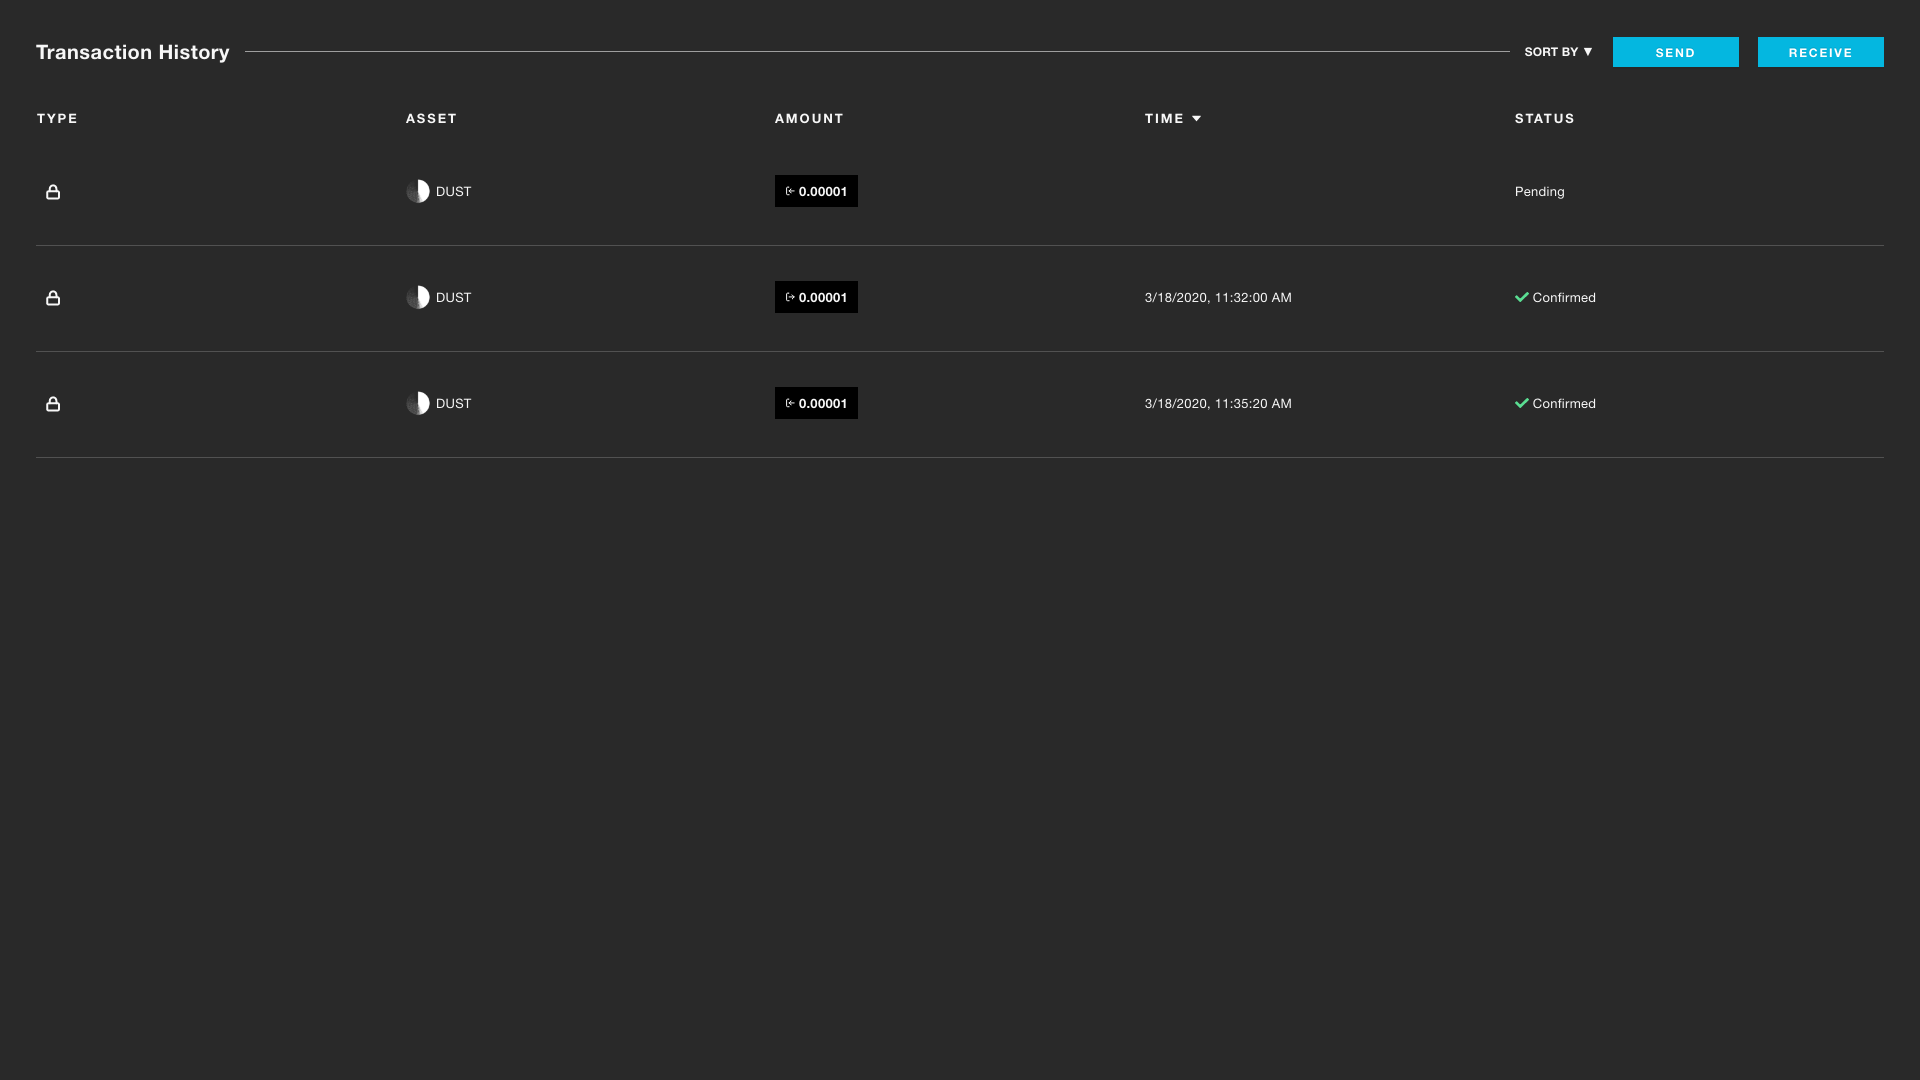 Transaction History
SORT BY ▼
SEND
RECEIVE
TYPE ASSET AMOUNT TIME STATUS
DUST 0.00001 Pending
DUST 0.00001 3/18/2020, 11:32:00 AM Confirmed
DUST 0.00001 3/18/2020, 11:35:20 AM Confirmed